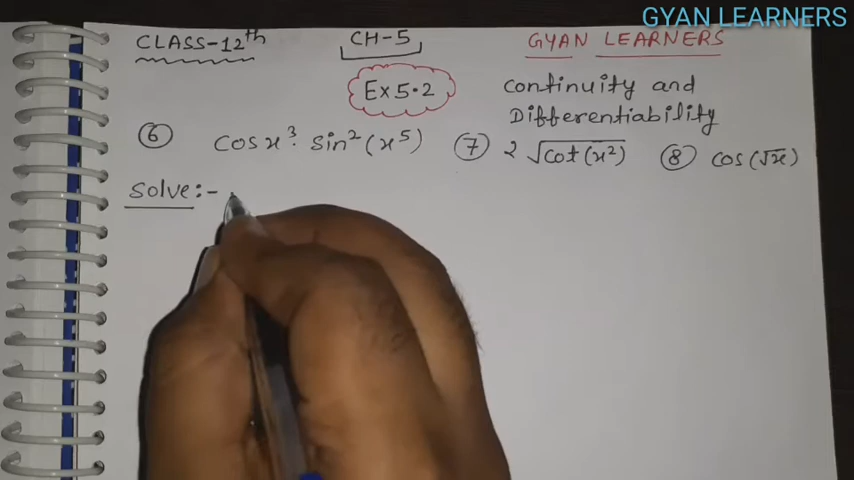 GYAN LEARNERS
CLASS-12th CH-5 GYAN LEARNERS
Ex 5.2 Continuity and
Differentiability
⑥ cos x³. sin² (x⁵) ⑦ 2 √cot(x²) ⑧ cos(√x)
Solve:-